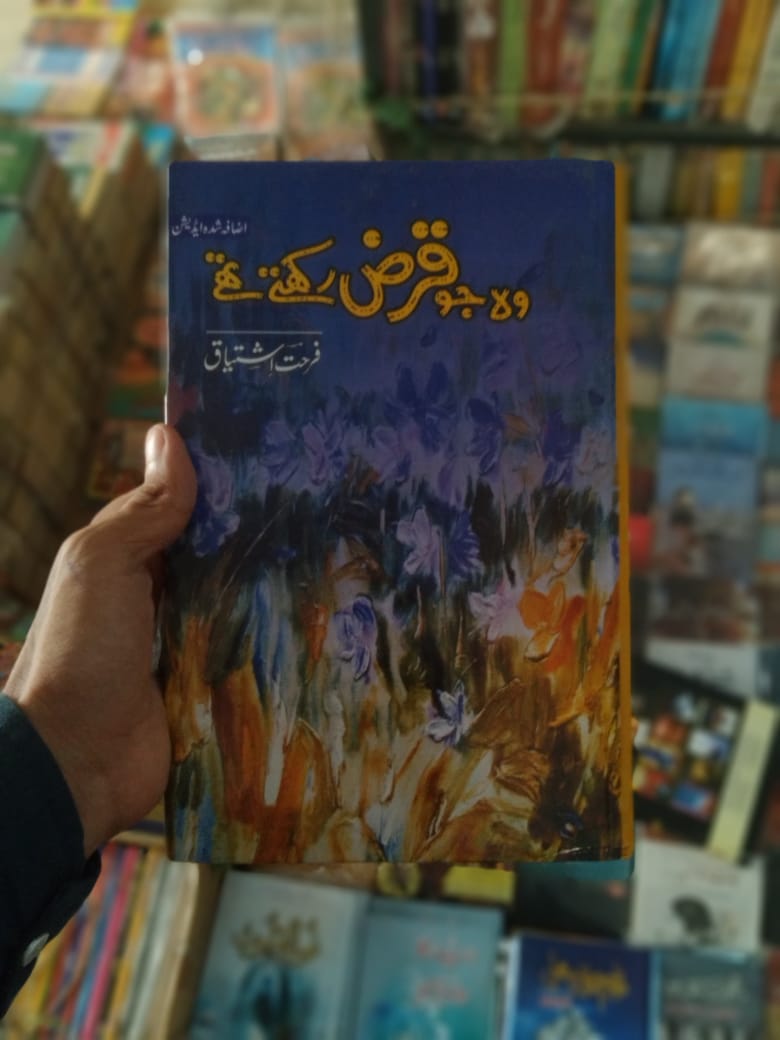 اضافہ شدہ ایڈیشن
وہ جو قرض رکھتے تھے
فرحت اشتیاق